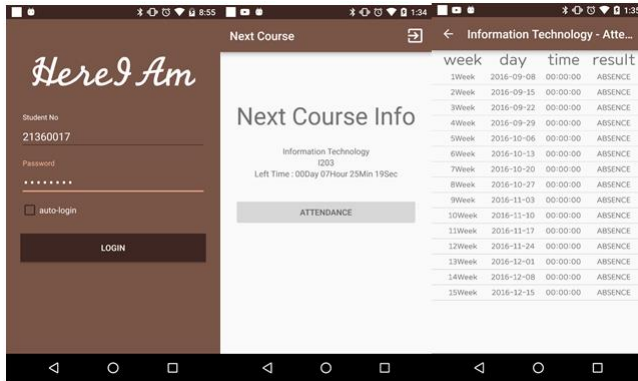 8:55
Here I Am
Student No
21360017
Password
........
auto-login
LOGIN
1:34
Next Course
Next Course Info
Information Technology
I203
Left Time : 00Day 07Hour 25Min 19Sec
ATTENDANCE
1:35
Information Technology - Atte...
week day time result
1Week 2016-09-08 00:00:00 ABSENCE
2Week 2016-09-15 00:00:00 ABSENCE
3Week 2016-09-22 00:00:00 ABSENCE
4Week 2016-09-29 00:00:00 ABSENCE
5Week 2016-10-06 00:00:00 ABSENCE
6Week 2016-10-13 00:00:00 ABSENCE
7Week 2016-10-20 00:00:00 ABSENCE
8Week 2016-10-27 00:00:00 ABSENCE
9Week 2016-11-03 00:00:00 ABSENCE
10Week 2016-11-10 00:00:00 ABSENCE
11Week 2016-11-17 00:00:00 ABSENCE
12Week 2016-11-24 00:00:00 ABSENCE
13Week 2016-12-01 00:00:00 ABSENCE
14Week 2016-12-08 00:00:00 ABSENCE
15Week 2016-12-15 00:00:00 ABSENCE